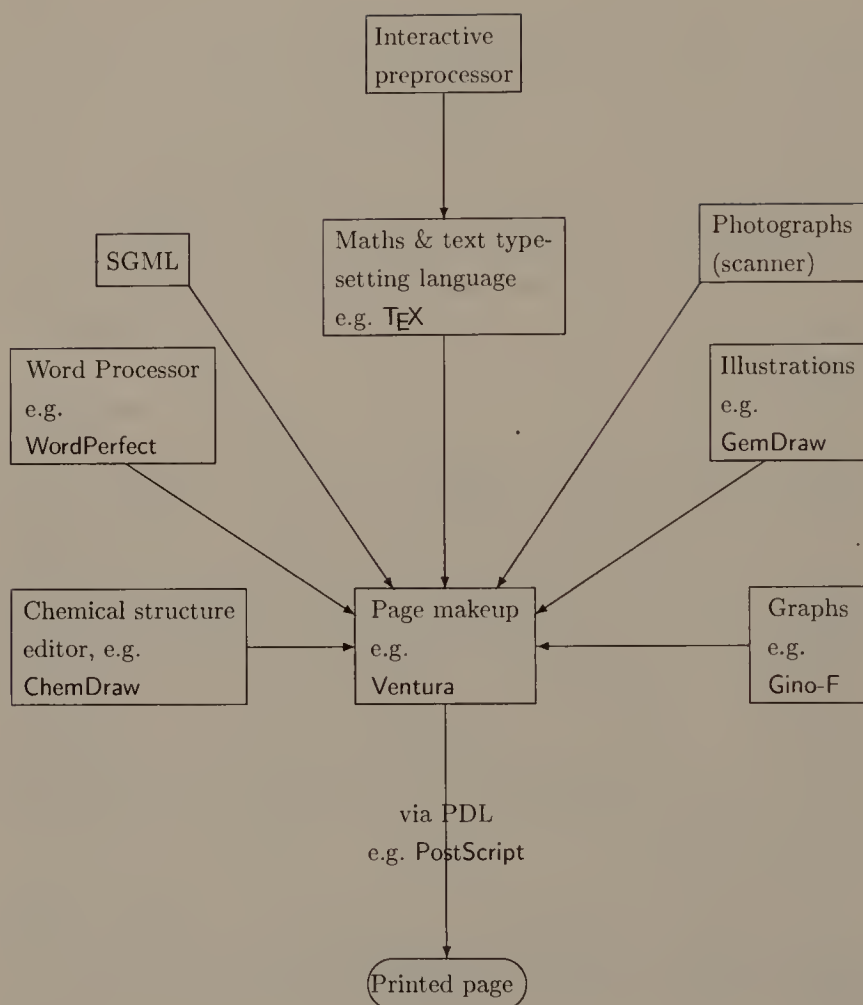 Interactive
preprocessor
SGML
Maths & text type-
setting language
e.g. TEX
Photographs
(scanner)
Word Processor
e.g.
WordPerfect
Illustrations
e.g.
GemDraw
Chemical structure
editor, e.g.
ChemDraw
Page makeup
e.g.
Ventura
Graphs
e.g.
Gino-F
via PDL
e.g. PostScript
Printed page